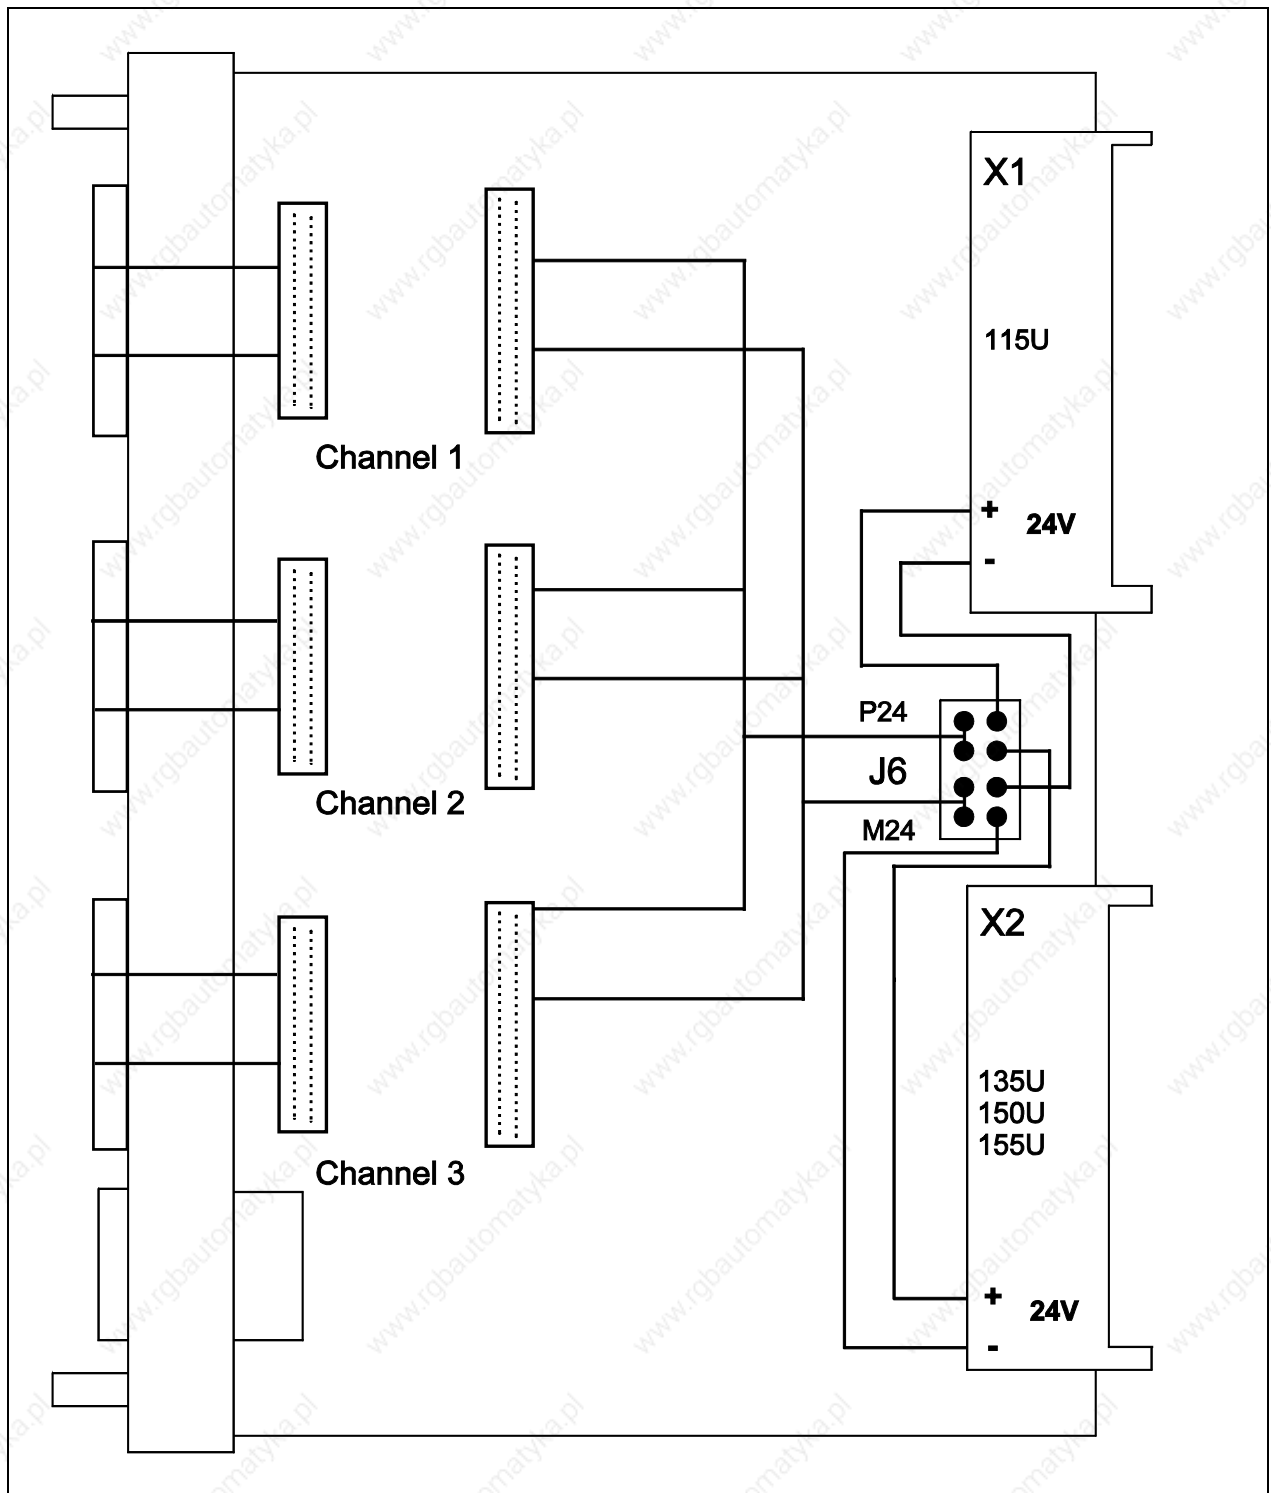 X1
115U
Channel 1
+
24V
-
P24
J6
Channel 2
M24
X2
135U
150U
155U
Channel 3
+
24V
-
www.rgbautomatyka.pl